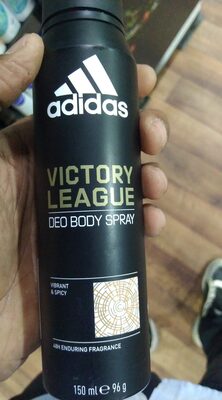 adidas
VICTORY
LEAGUE
DEO BODY SPRAY
VIBRANT
& SPICY
48H ENDURING FRAGRANCE
150 ml e 96 g